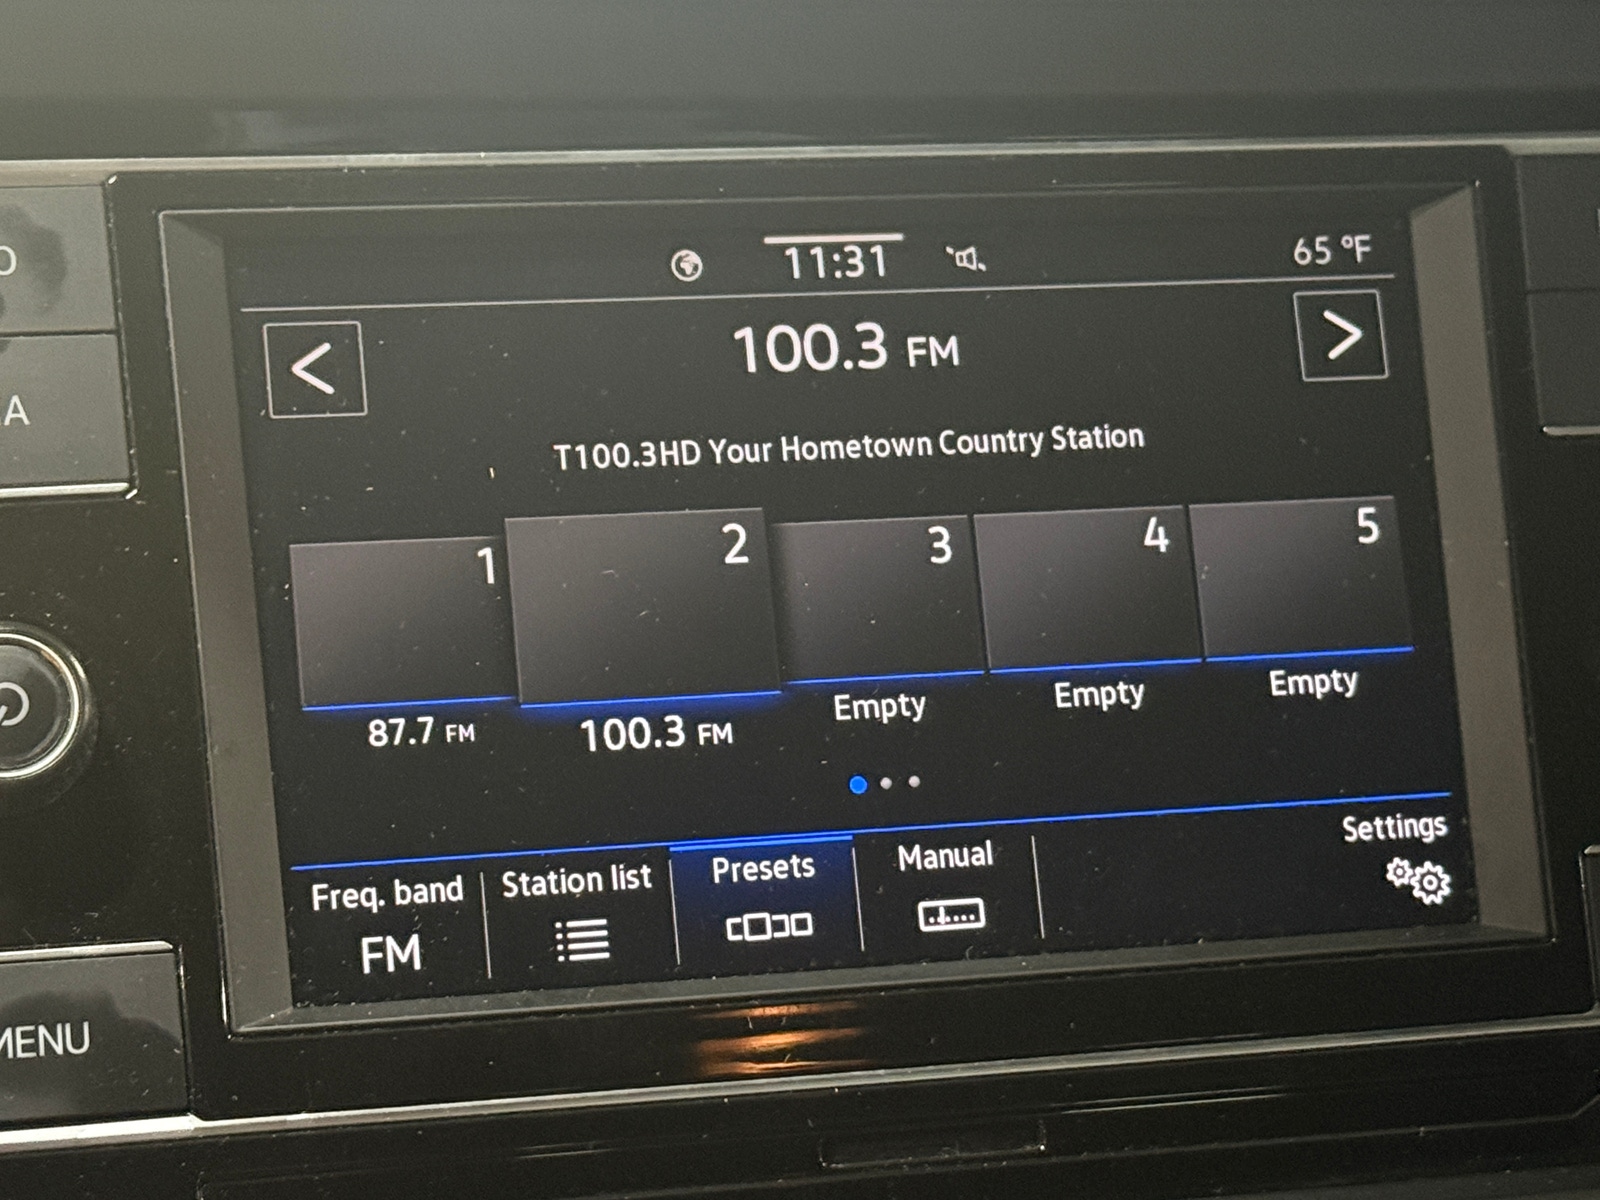 11:31
65 °F
<
100.3 FM
>
T100.3HD Your Hometown Country Station
1
2
3
4
5
87.7 FM
100.3 FM
Empty
Empty
Empty
Freq. band
FM
Station list
Presets
Manual
Settings
MENU